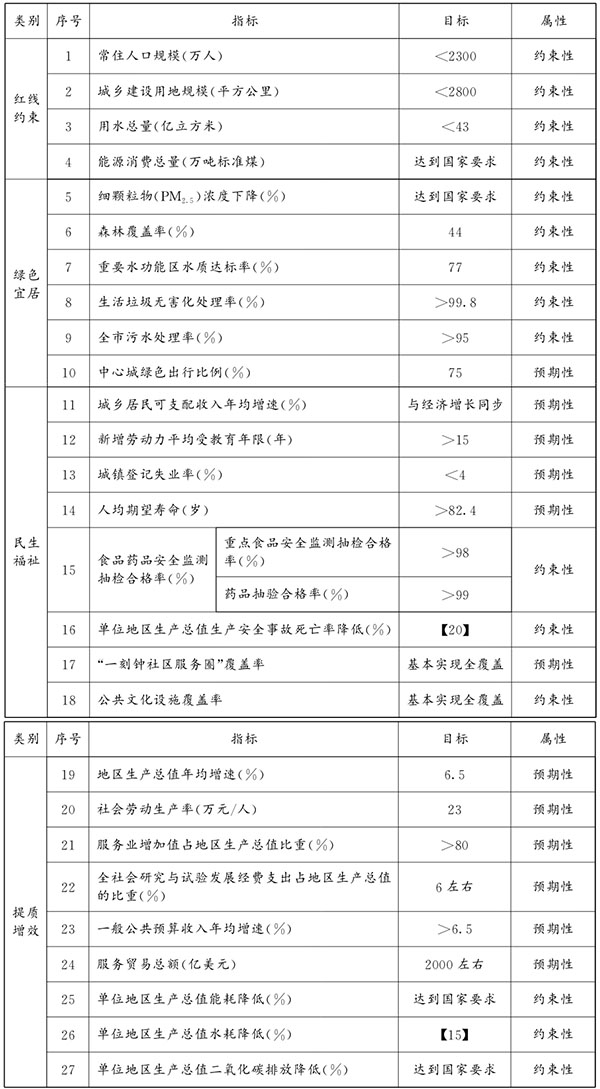 类别 序号 指标 目标 属性
红线约束 1 常住人口规模(万人) <2300 约束性
2 城乡建设用地规模(平方公里) <2800 约束性
3 用水总量(亿立方米) <43 约束性
4 能源消费总量(万吨标准煤) 达到国家要求 约束性
绿色宜居 5 细颗粒物(PM2.5)浓度下降(%) 达到国家要求 约束性
6 森林覆盖率(%) 44 约束性
7 重要水功能区水质达标率(%) 77 约束性
8 生活垃圾无害化处理率(%) >99.8 约束性
9 全市污水处理率(%) >95 约束性
10 中心城绿色出行比例(%) 75 预期性
民生福祉 11 城乡居民可支配收入年均增速(%) 与经济增长同步 预期性
12 新增劳动力平均受教育年限(年) >15 预期性
13 城镇登记失业率(%) <4 预期性
14 人均期望寿命(岁) >82.4 预期性
15 食品药品安全监测抽检合格率(%) 重点食品安全监测抽检合格率(%) >98 约束性
药品抽验合格率(%) >99
16 单位地区生产总值生产安全事故死亡率降低(%) 【20】 约束性
17 “一刻钟社区服务圈”覆盖率 基本实现全覆盖 预期性
18 公共文化设施覆盖率 基本实现全覆盖 约束性
类别 序号 指标 目标 属性
提质增效 19 地区生产总值年均增速(%) 6.5 预期性
20 社会劳动生产率(万元/人) 23 预期性
21 服务业增加值占地区生产总值比重(%) >80 预期性
22 全社会研究与试验发展经费支出占地区生产总值的比重(%) 6左右 预期性
23 一般公共预算收入年均增速(%) >6.5 预期性
24 服务贸易总额(亿美元) 2000左右 预期性
25 单位地区生产总值能耗降低(%) 达到国家要求 约束性
26 单位地区生产总值水耗降低(%) 【15】 约束性
27 单位地区生产总值二氧化碳排放降低(%) 达到国家要求 约束性